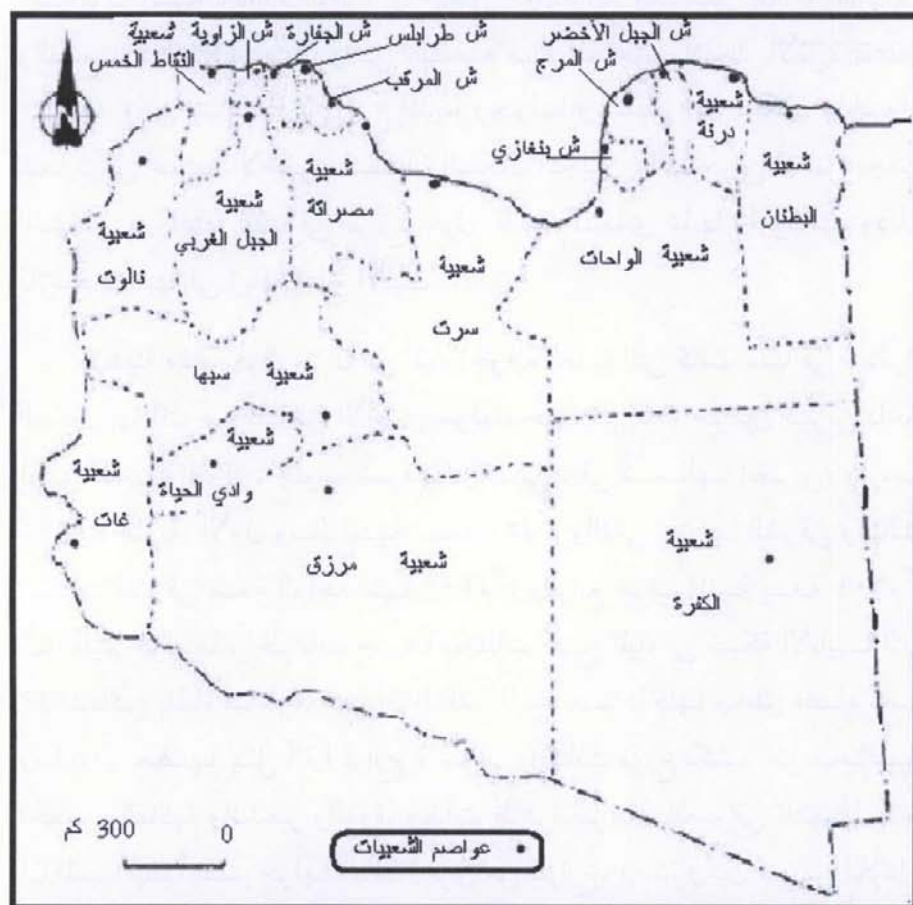 ش الجبل الأخضر
ش طرابلس
ش الجفارة
ش الزاوية
شعبية
النقاط الخمس
ش المرج
ش المرقب
شعبية
درنة
ش بنغازي
شعبية
البطنان
شعبية
مصراتة
شعبية
الجبل الغربي
شعبية
نالوت
شعبية
الواحات
شعبية
سرت
شعبية
سبها
شعبية
وادي الحياة
شعبية
غات
شعبية
مرزق
شعبية
الكفرة
300 كم
0
عواصم الشعبيات